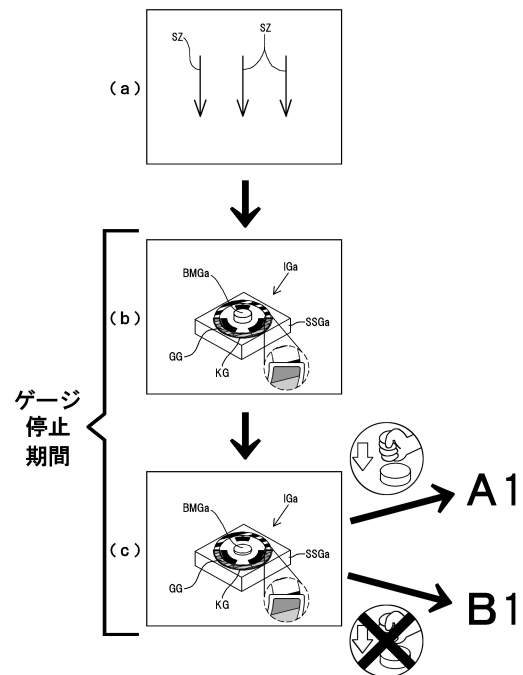 SZ
SZ
(a)
BMGa
IGa
(b)
SSGa
GG
KG
ゲージ
停止
期間
A1
BMGa
IGa
(c)
SSGa
GG
KG
B1